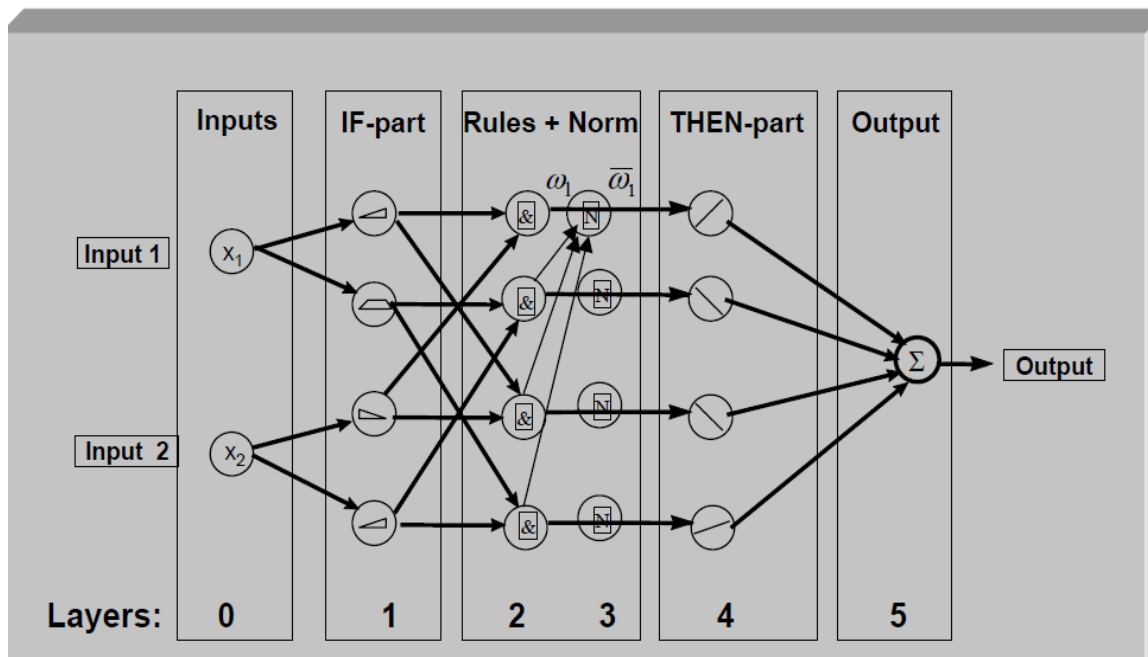 Inputs IF-part Rules + Norm THEN-part Output
ω₁ ω̅₁
& N
Input 1 x₁
& N
Σ Output
& N
Input 2 x₂
& N
Layers: 0 1 2 3 4 5